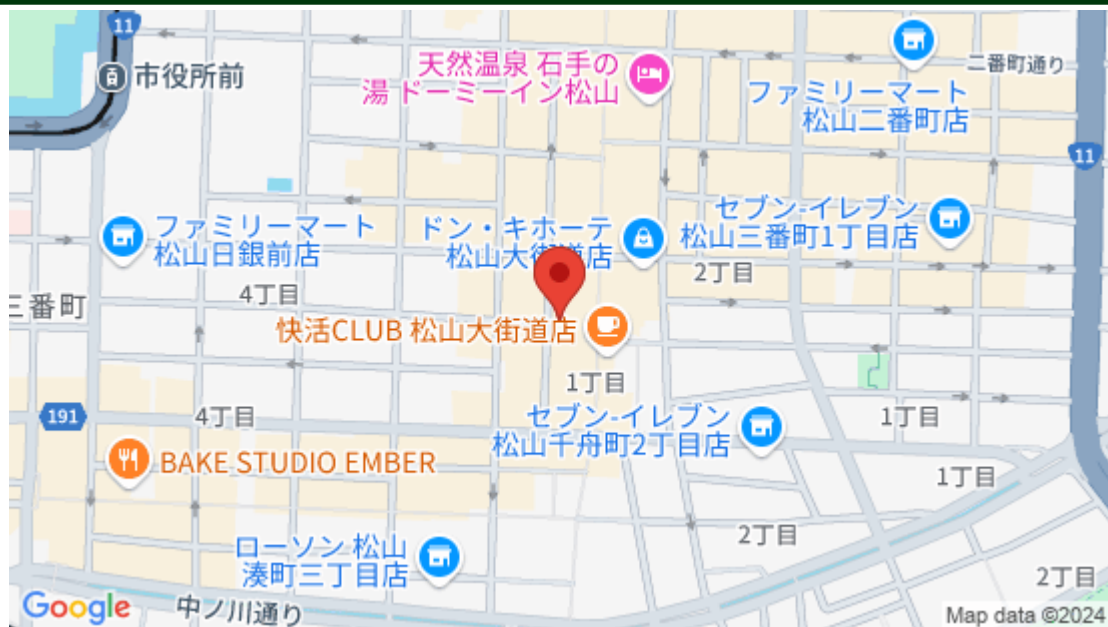 11
市役所前
天然温泉 石手の
湯 ドーミーイン松山
二番町通り
ファミリーマート
松山二番町店
11
ファミリーマート
松山日銀前店
ドン・キホーテ
松山大街道店
セブン-イレブン
松山三番町1丁目店
2丁目
三番町
4丁目
快活CLUB 松山大街道店
1丁目
191
4丁目
セブン-イレブン
松山千舟町2丁目店
1丁目
BAKE STUDIO EMBER
1丁目
2丁目
ローソン 松山
湊町三丁目店
2丁目
Google
中ノ川通り
Map data ©2024